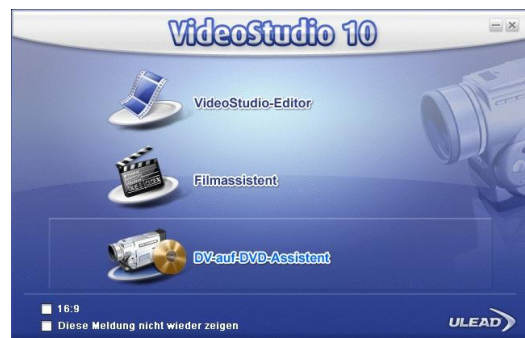 VideoStudio 10
VideoStudio-Editor
Filmassistent
DV-auf-DVD-Assistent
16:9
Diese Meldung nicht wieder zeigen
ULEAD